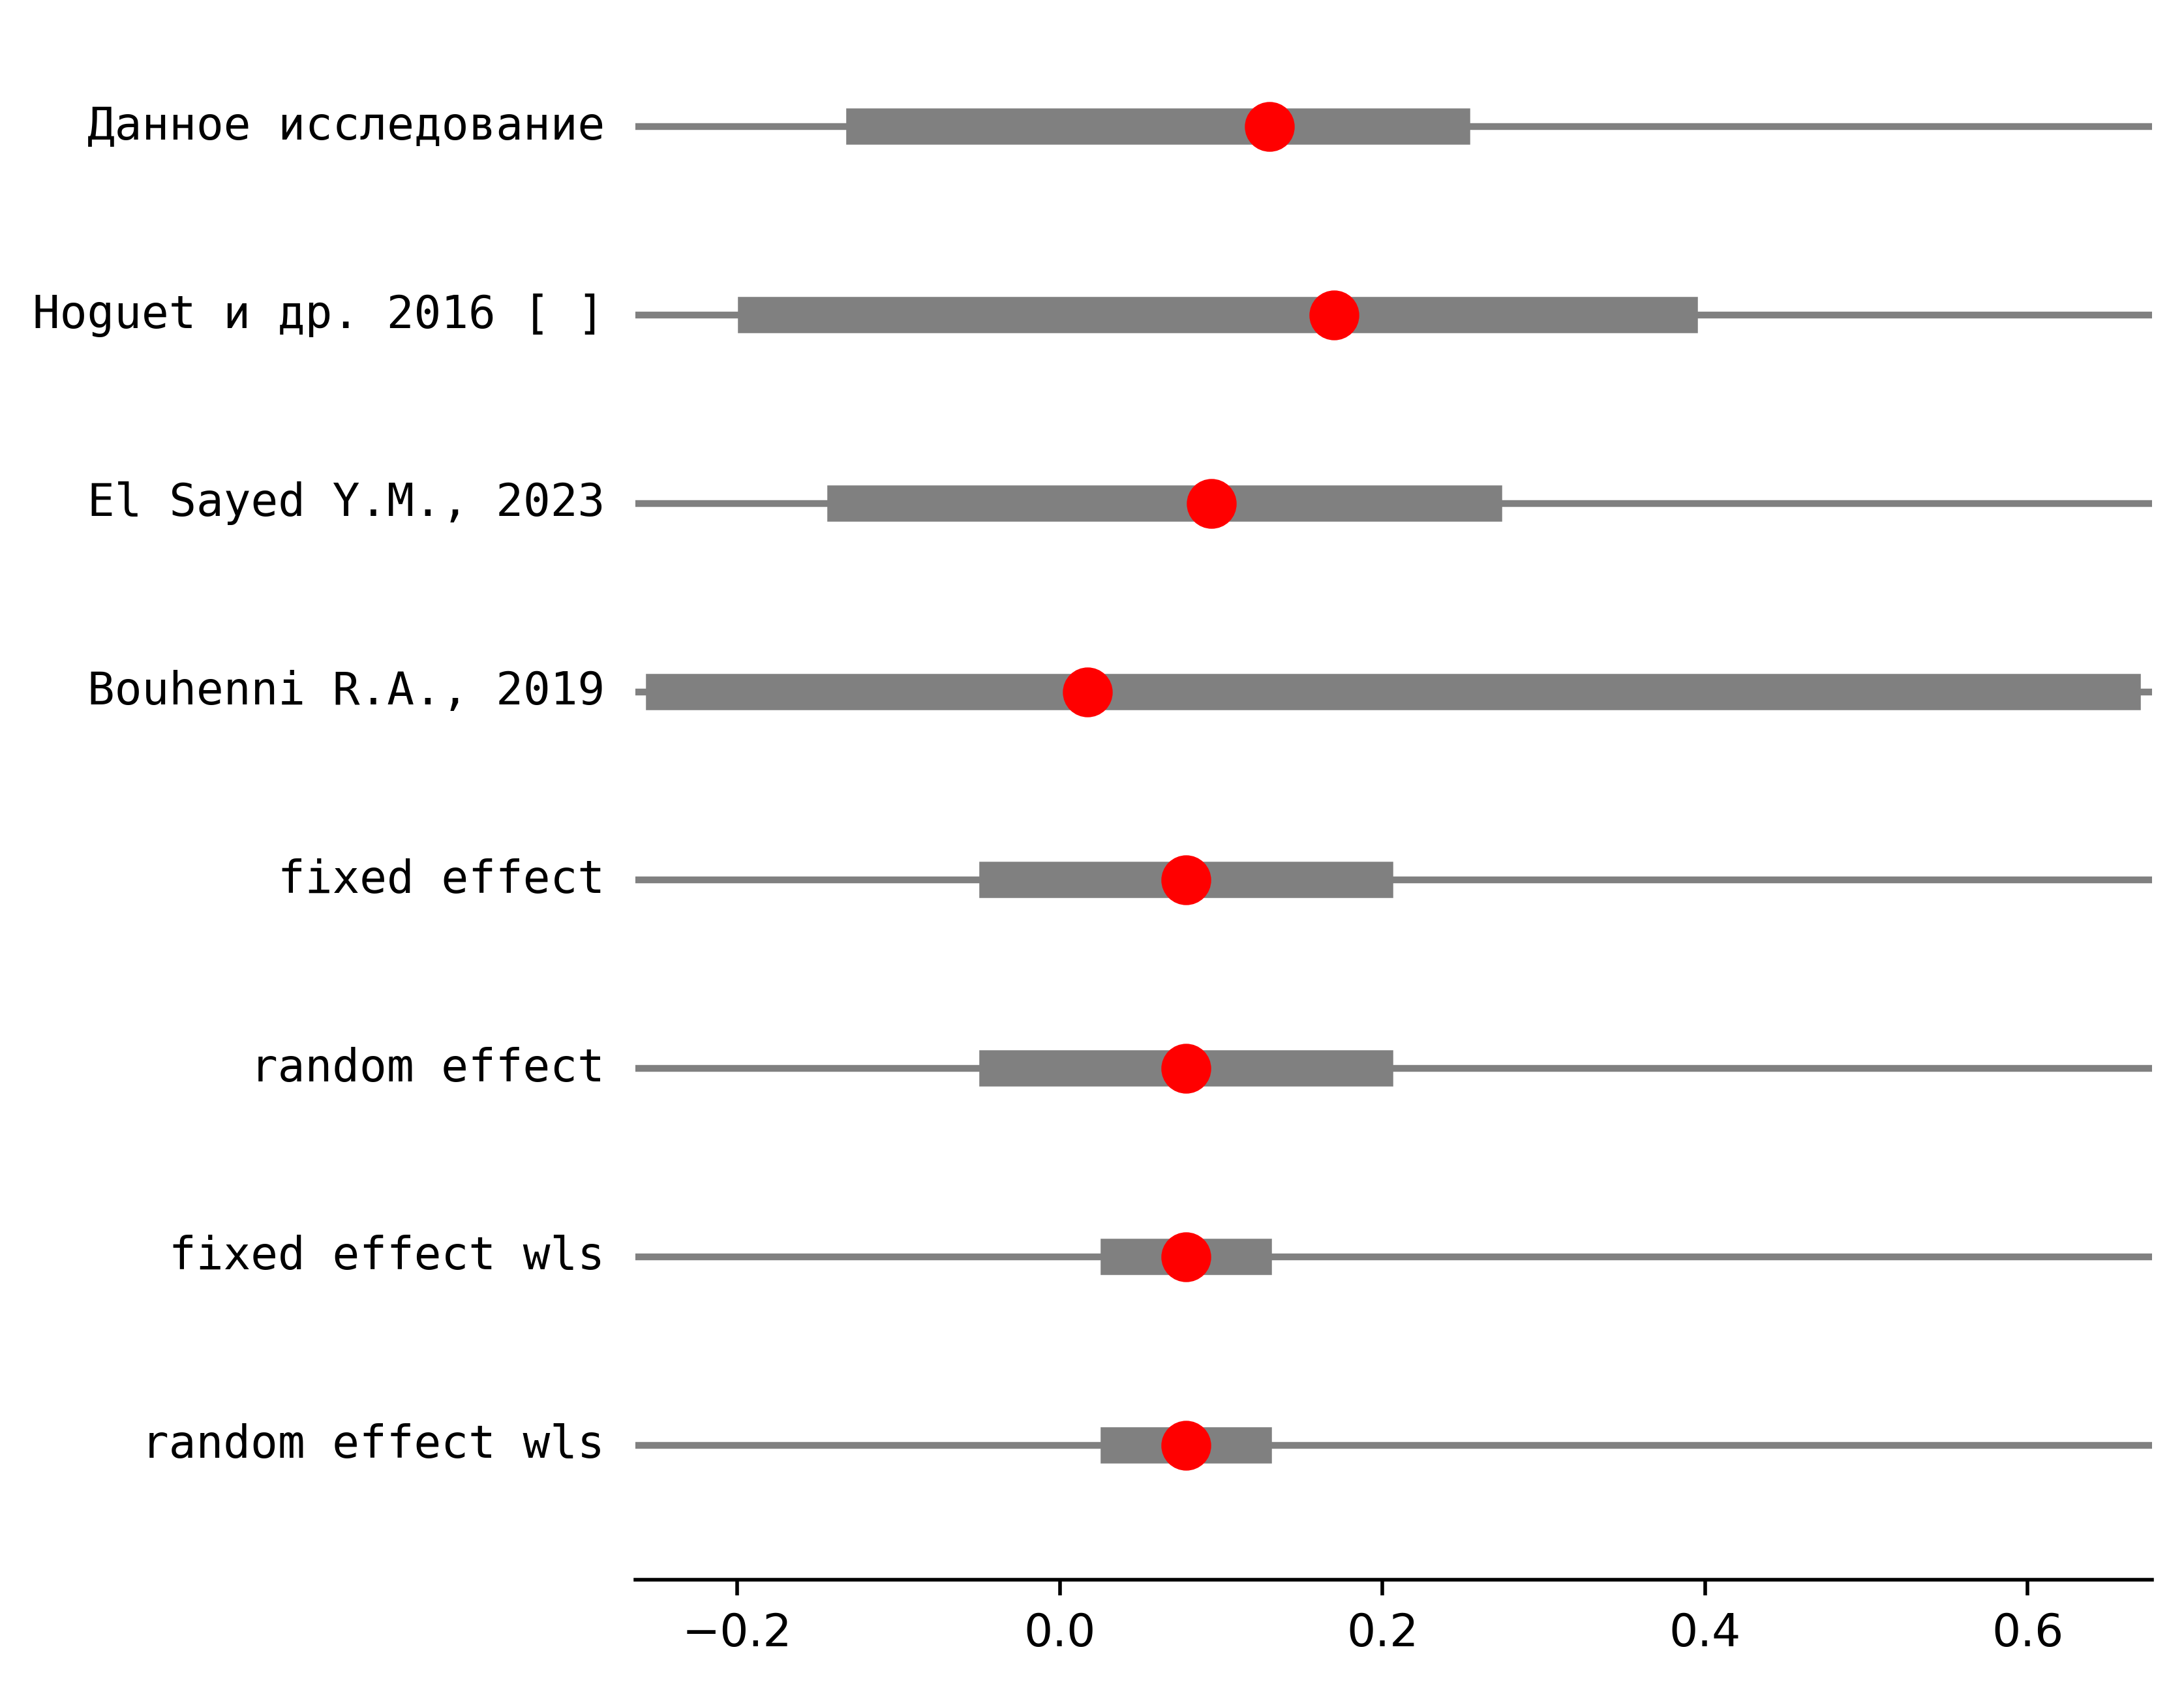 Данное исследование
Hoguet и др. 2016 [ ]
El Sayed Y.M., 2023
Bouhenni R.A., 2019
fixed effect
random effect
fixed effect wls
random effect wls
−0.2 0.0 0.2 0.4 0.6